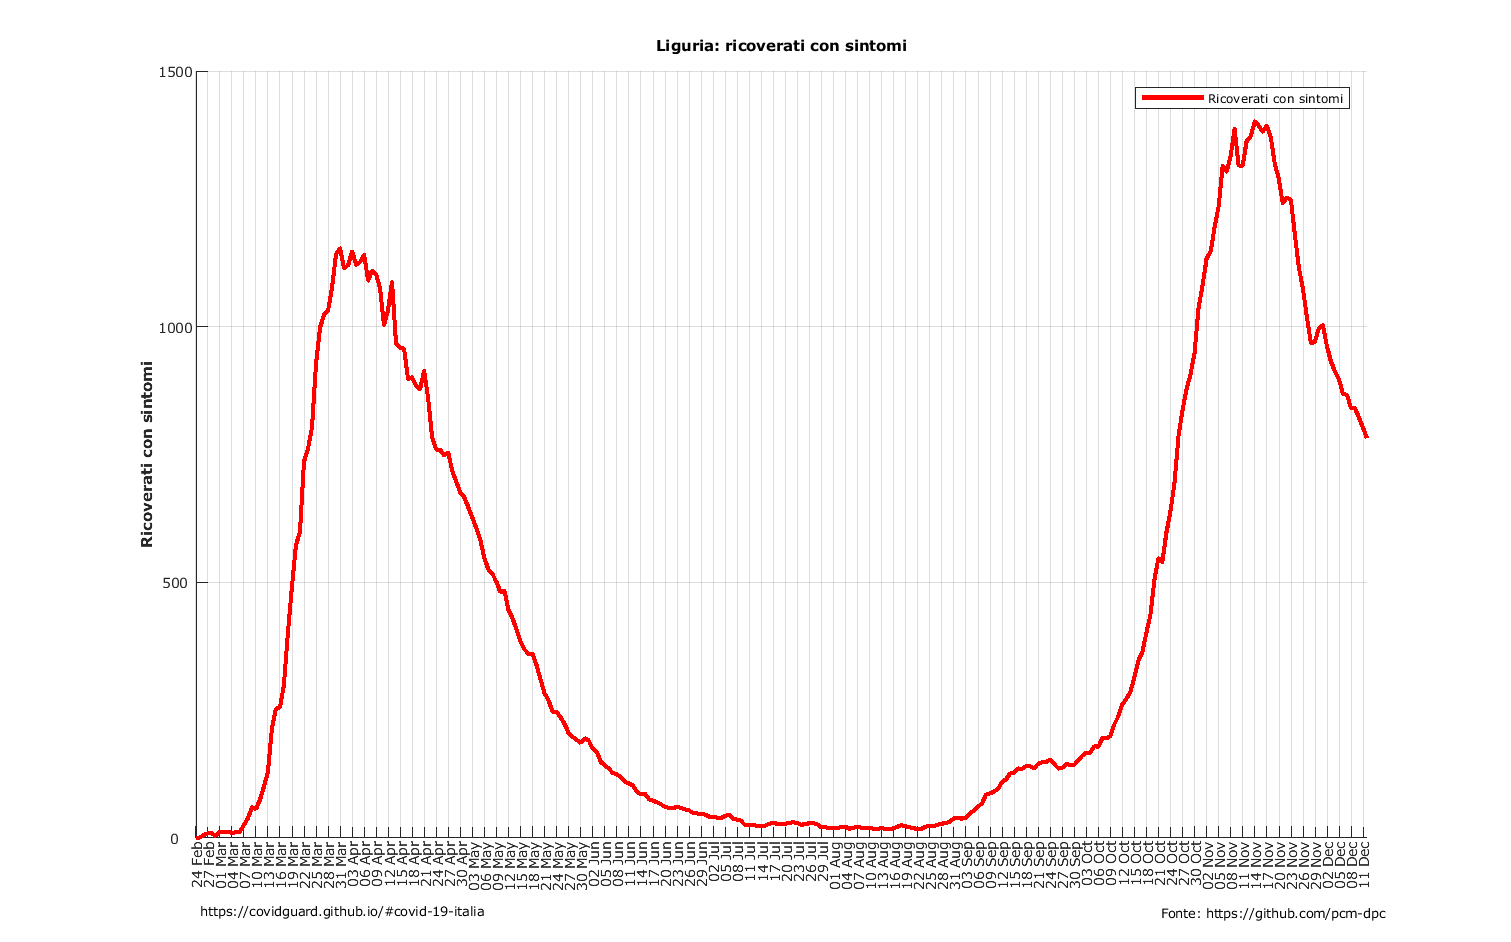 Liguria: ricoverati con sintomi
Ricoverati con sintomi
Ricoverati con sintomi
1500
1000
500
0
24 Feb
27 Feb
01 Mar
04 Mar
07 Mar
10 Mar
13 Mar
16 Mar
19 Mar
22 Mar
25 Mar
28 Mar
31 Mar
03 Apr
06 Apr
09 Apr
12 Apr
15 Apr
18 Apr
21 Apr
24 Apr
27 Apr
30 Apr
03 May
06 May
09 May
12 May
15 May
18 May
21 May
24 May
27 May
30 May
02 Jun
05 Jun
08 Jun
11 Jun
14 Jun
17 Jun
20 Jun
23 Jun
26 Jun
29 Jun
02 Jul
05 Jul
08 Jul
11 Jul
14 Jul
17 Jul
20 Jul
23 Jul
26 Jul
29 Jul
01 Aug
04 Aug
07 Aug
10 Aug
13 Aug
16 Aug
19 Aug
22 Aug
25 Aug
28 Aug
31 Aug
03 Sep
06 Sep
09 Sep
12 Sep
15 Sep
18 Sep
21 Sep
24 Sep
27 Sep
30 Sep
03 Oct
06 Oct
09 Oct
12 Oct
15 Oct
18 Oct
21 Oct
24 Oct
27 Oct
30 Oct
02 Nov
05 Nov
08 Nov
11 Nov
14 Nov
17 Nov
20 Nov
23 Nov
26 Nov
29 Nov
02 Dec
05 Dec
08 Dec
11 Dec
https://covidguard.github.io/#covid-19-italia
Fonte: https://github.com/pcm-dpc